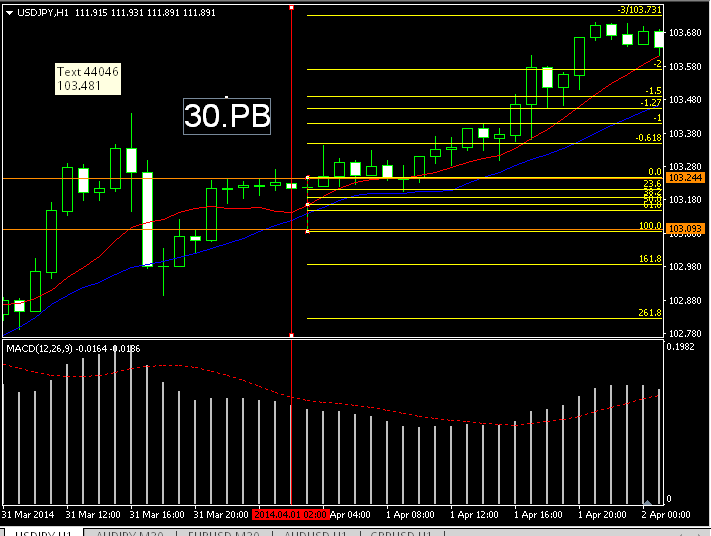 USDJPY,H1 111.915 111.931 111.891 111.891
-3/103.731
103.680
Text 44046
103.481
30.PB
-2
103.580
-1.5
103.480
-1.27
-1
103.380
-0.618
103.280
0.0
103.244
23.6
103.180
50.0
61.8
100.0
103.093
161.8
102.980
102.880
261.8
102.780
MACD(12,26,9) -0.0164 -0.0186
0.1982
0
31 Mar 2014
31 Mar 12:00
31 Mar 16:00
31 Mar 20:00
2014.04.01 02:00
Apr 04:00
1 Apr 08:00
1 Apr 12:00
1 Apr 16:00
1 Apr 20:00
2 Apr 00:00
USDJPY,H1
AUDJPY,M30
EURUSD,M30
AUDUSD,H1
GBPUSD,H1